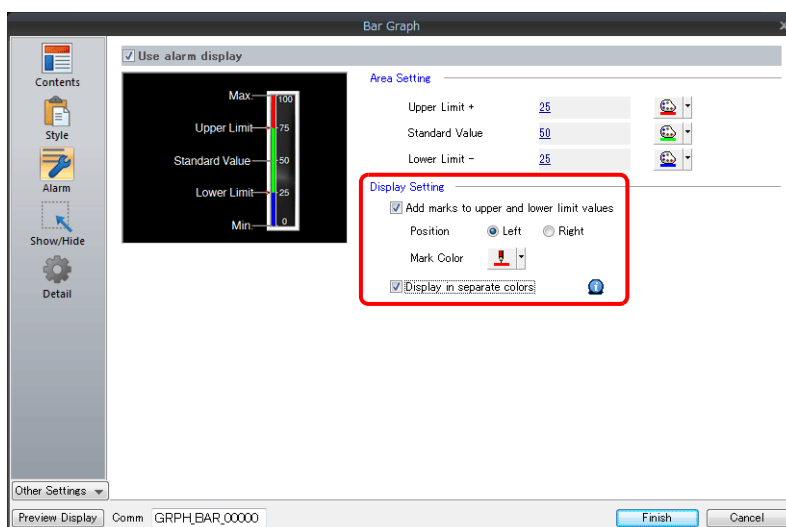 Bar Graph
Contents
Style
Alarm
Show/Hide
Detail
Other Settings
Use alarm display
Max.
100
Upper Limit
75
Standard Value
50
Lower Limit
25
Min.
0
Area Setting
Upper Limit + 25
Standard Value 50
Lower Limit - 25
Display Setting
Add marks to upper and lower limit values
Position Left Right
Mark Color
Display in separate colors
Preview Display Comm GRPH_BAR_00000 Finish Cancel